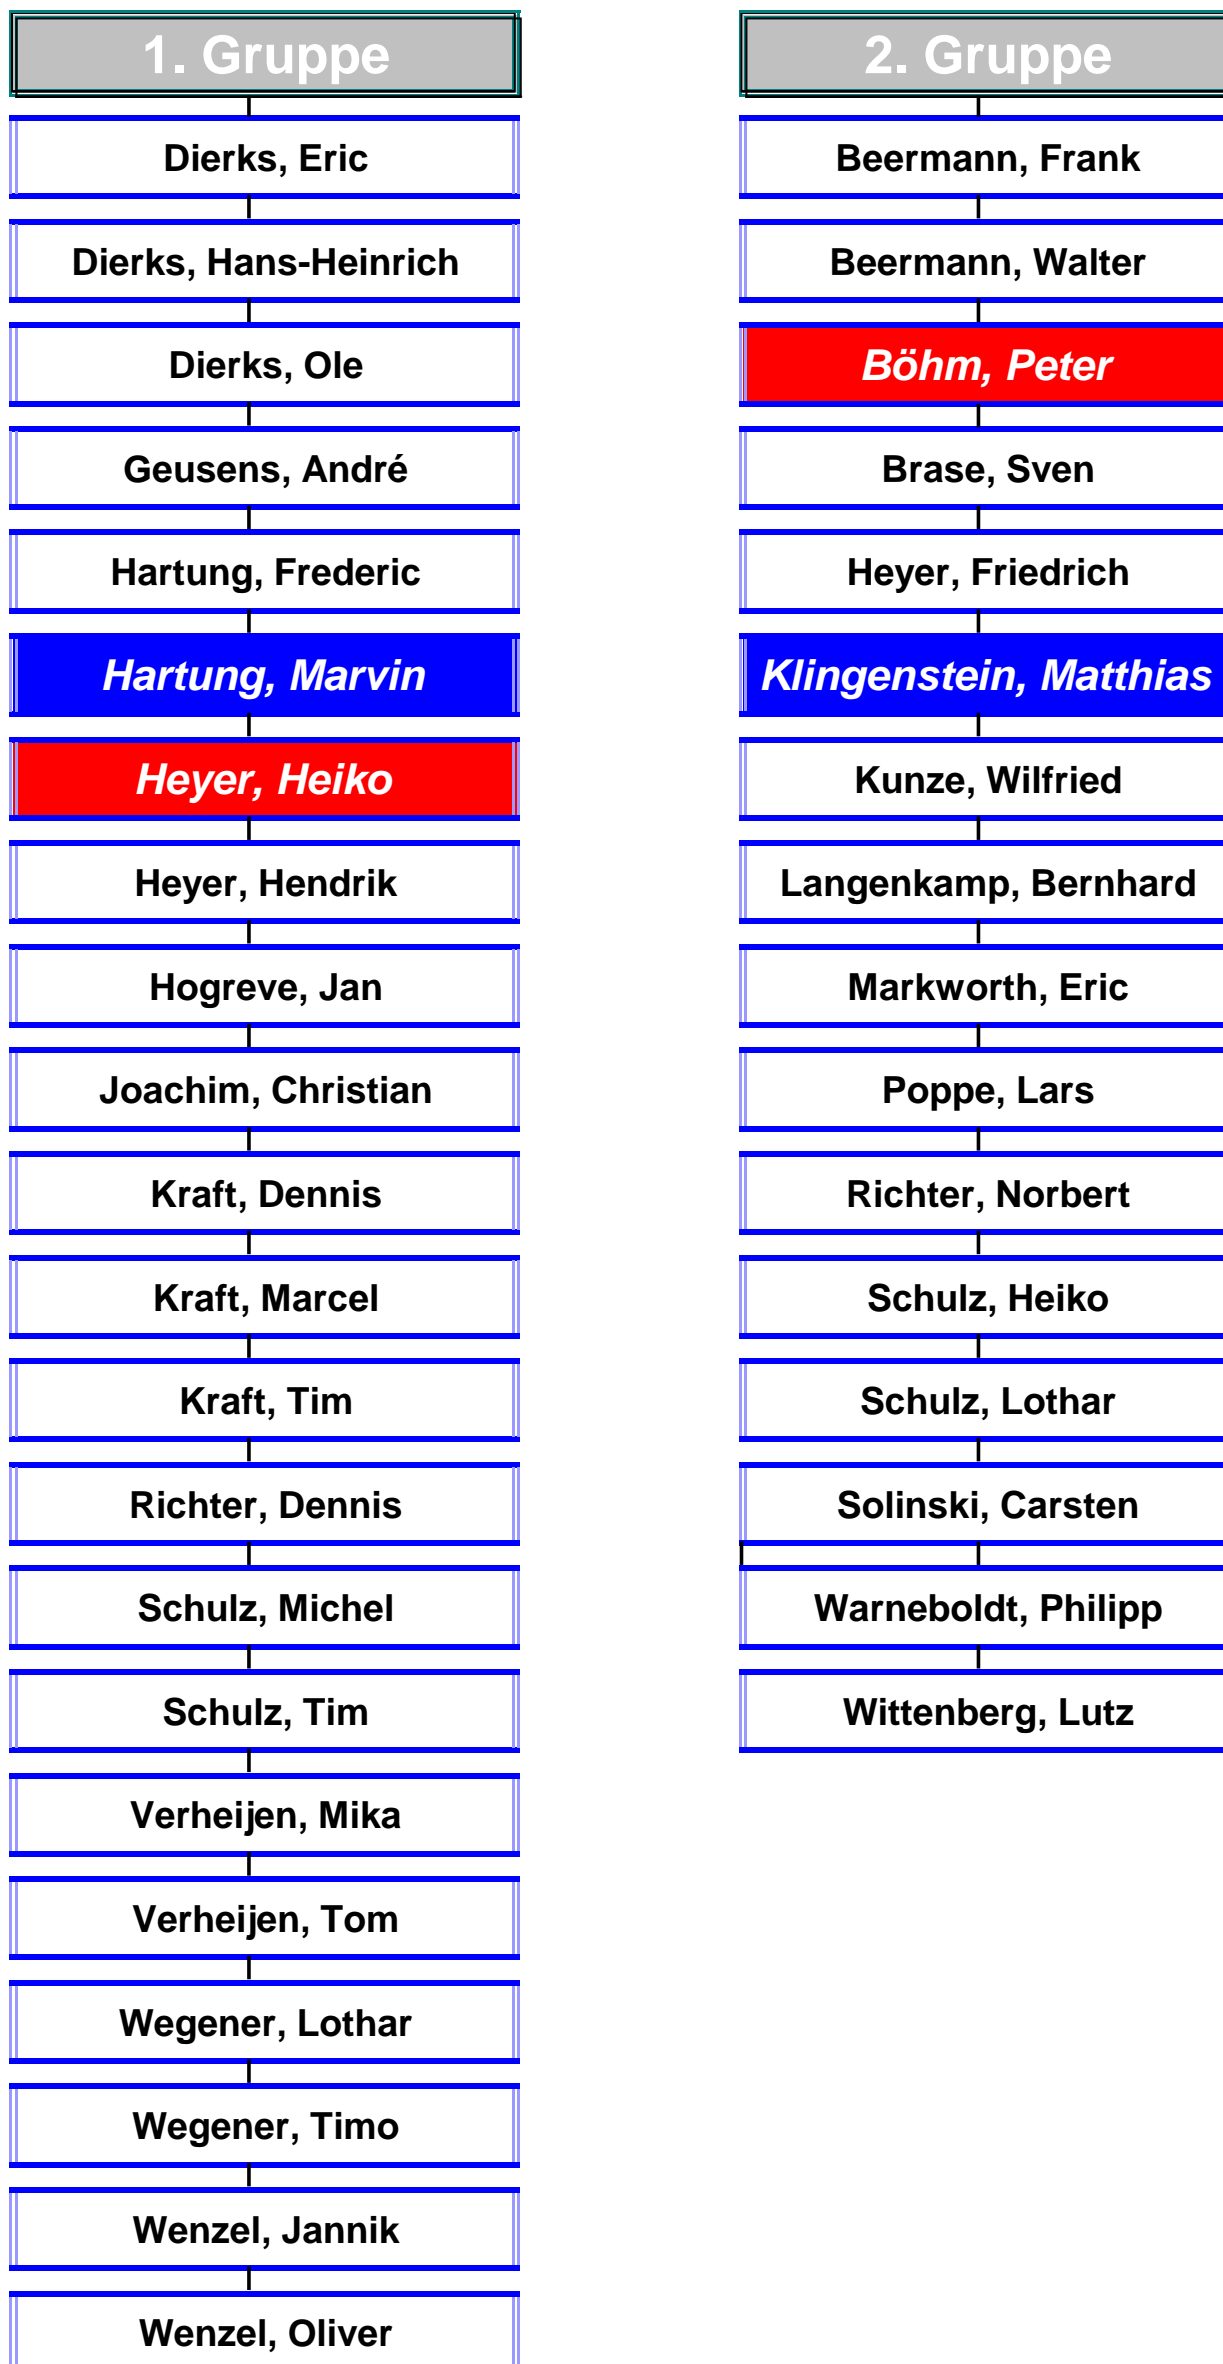 1. Gruppe
Dierks, Eric
Dierks, Hans-Heinrich
Dierks, Ole
Geusens, André
Hartung, Frederic
Hartung, Marvin
Heyer, Heiko
Heyer, Hendrik
Hogreve, Jan
Joachim, Christian
Kraft, Dennis
Kraft, Marcel
Kraft, Tim
Richter, Dennis
Schulz, Michel
Schulz, Tim
Verheijen, Mika
Verheijen, Tom
Wegener, Lothar
Wegener, Timo
Wenzel, Jannik
Wenzel, Oliver
2. Gruppe
Beermann, Frank
Beermann, Walter
Böhm, Peter
Brase, Sven
Heyer, Friedrich
Klingenstein, Matthias
Kunze, Wilfried
Langenkamp, Bernhard
Markworth, Eric
Poppe, Lars
Richter, Norbert
Schulz, Heiko
Schulz, Lothar
Solinski, Carsten
Warneboldt, Philipp
Wittenberg, Lutz